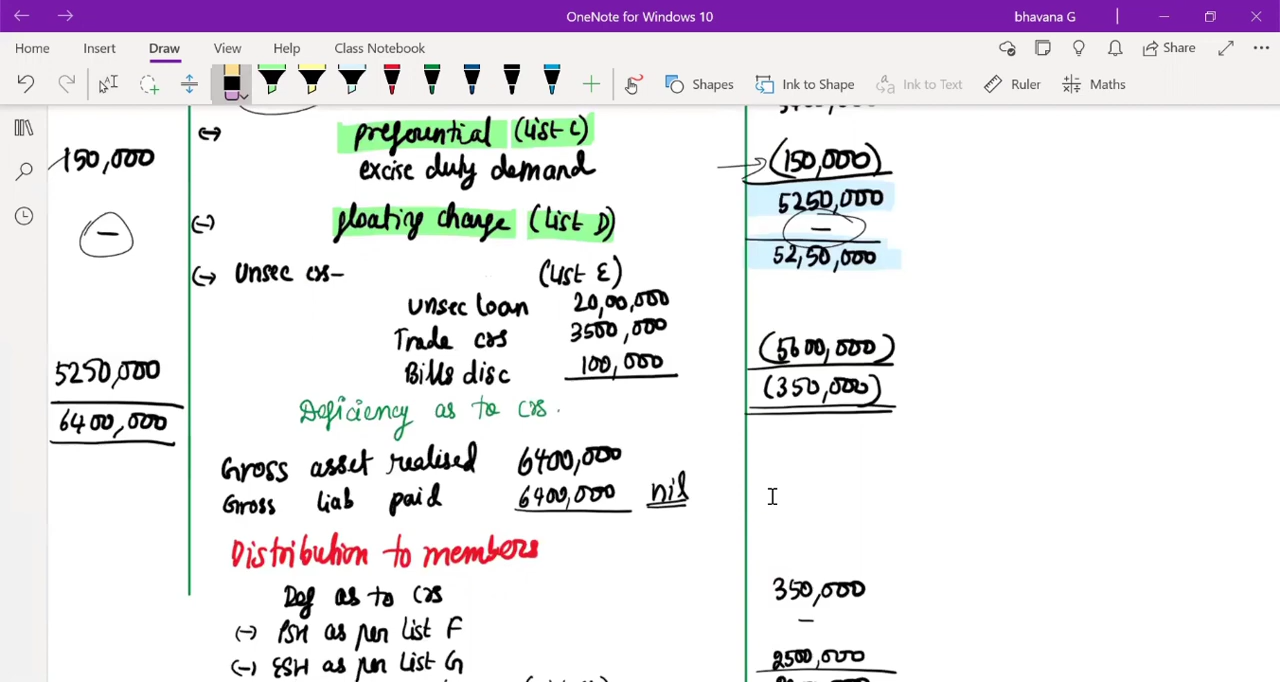 OneNote for Windows 10
bhavana G
Home Insert Draw View Help Class Notebook Share
Shapes Ink to Shape Ink to Text Ruler Maths
(-) prefountial (List C)
150,000 excise duty demand (150,000)
5250,000
(-) floating charge (List D)
- -
52,50,000
(-) Unsec crs- (List E)
Unsec loan 20,00,000
Trade crs 3500,000
5250,000 Bills disc 100,000 (5600,000)
(350,000)
6400,000 Deficiency as to crs.
Gross asset realised 6400,000
Gross liab paid 6400,000 nil
Distribution to members
Def as to crs 350,000
(-) PSH as per List F -
(-) ESH as per List G 2500,000